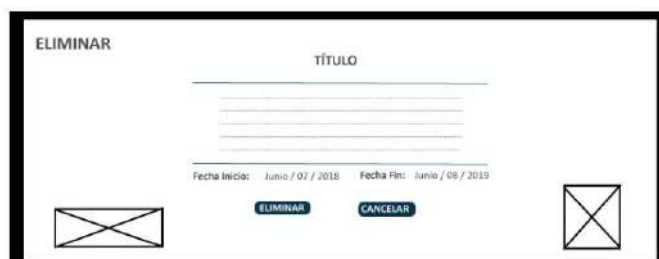 ELIMINAR
TÍTULO
Fecha Inicio: Junio / 07 / 2018 Fecha Fin: Junio / 08 / 2019
ELIMINAR CANCELAR